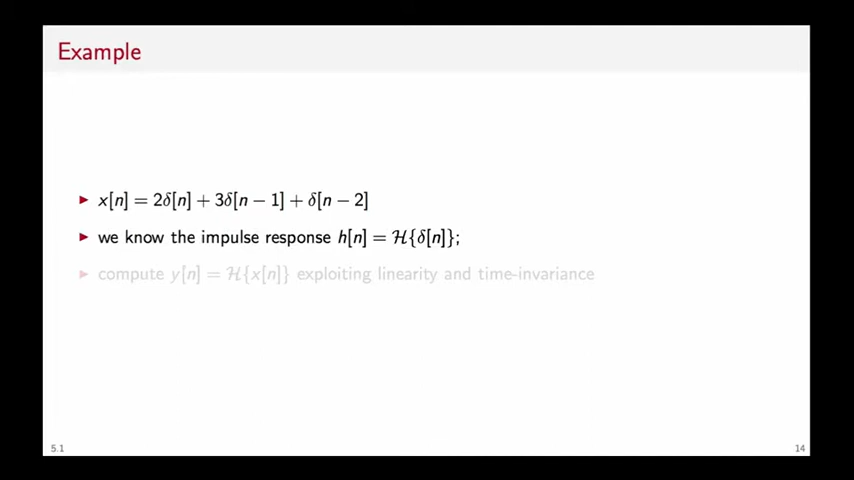 Example
▶ x[n] = 2δ[n] + 3δ[n − 1] + δ[n − 2]
▶ we know the impulse response h[n] = ℋ{δ[n]};
▶ compute y[n] = ℋ{x[n]} exploiting linearity and time-invariance
5.1
14